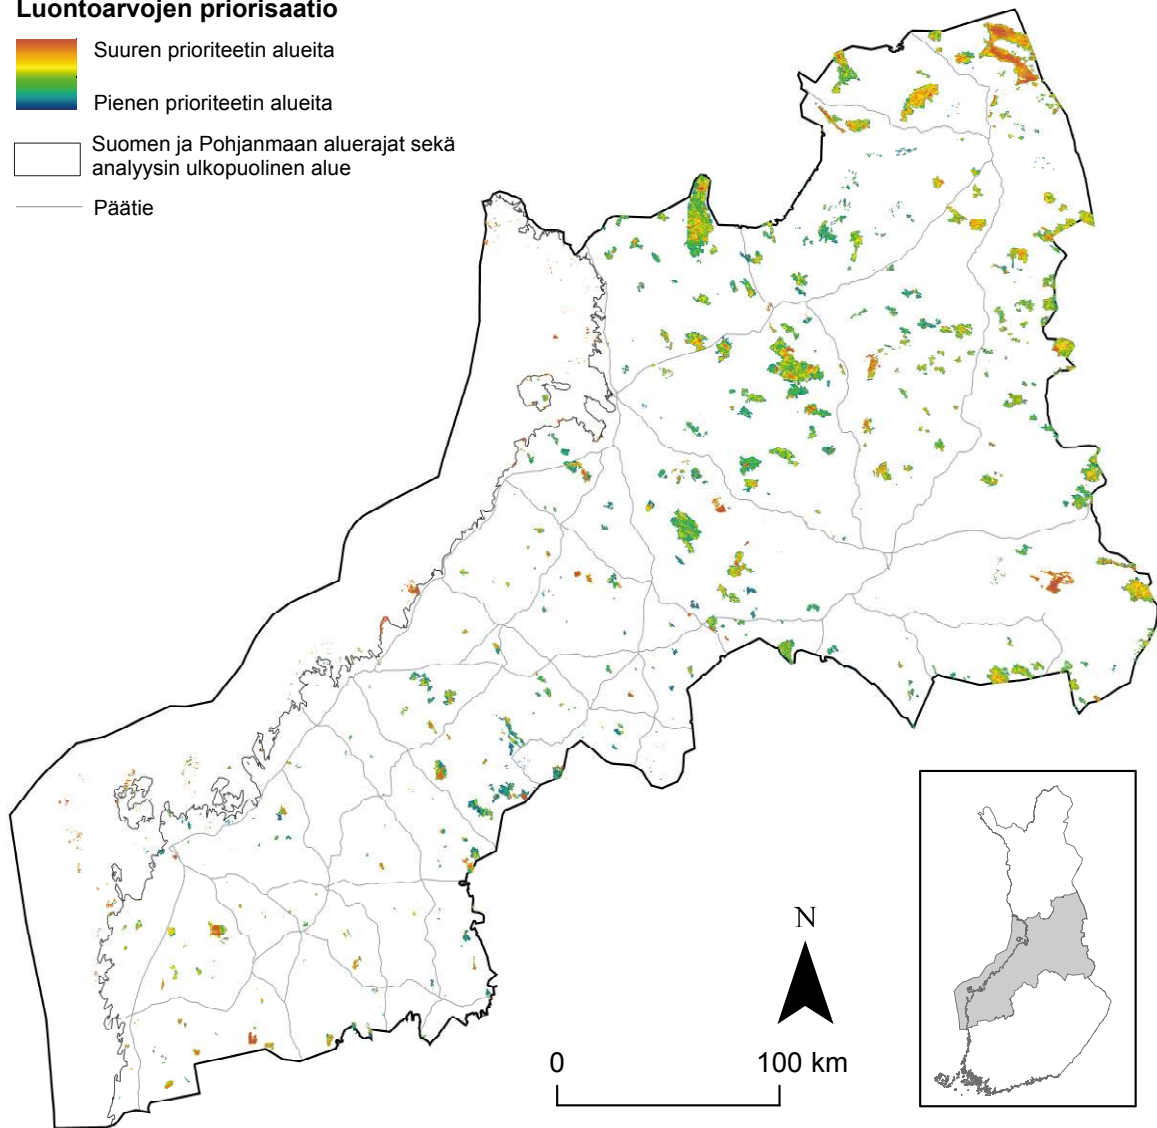 Luontoarvojen priorisaatio
Suuren prioriteetin alueita
Pienen prioriteetin alueita
Suomen ja Pohjanmaan aluerajat sekä
analyysin ulkopuolinen alue
Päätie
N
0 100 km